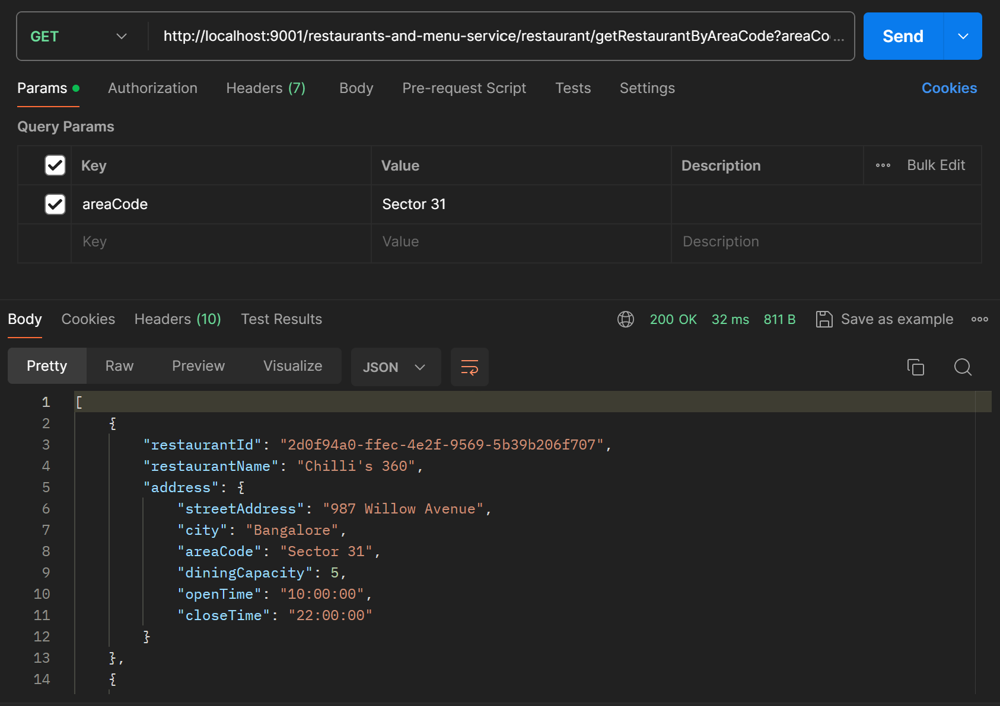 GET http://localhost:9001/restaurants-and-menu-service/restaurant/getRestaurantByAreaCode?areaCo... Send
Params Authorization Headers (7) Body Pre-request Script Tests Settings Cookies
Query Params
Key Value Description Bulk Edit
areaCode Sector 31
Key Value Description
Body Cookies Headers (10) Test Results 200 OK 32 ms 811 B Save as example
Pretty Raw Preview Visualize JSON
1 [
2 {
3 "restaurantId": "2d0f94a0-ffec-4e2f-9569-5b39b206f707",
4 "restaurantName": "Chilli's 360",
5 "address": {
6 "streetAddress": "987 Willow Avenue",
7 "city": "Bangalore",
8 "areaCode": "Sector 31",
9 "diningCapacity": 5,
10 "openTime": "10:00:00",
11 "closeTime": "22:00:00"
12 }
13 },
14 {